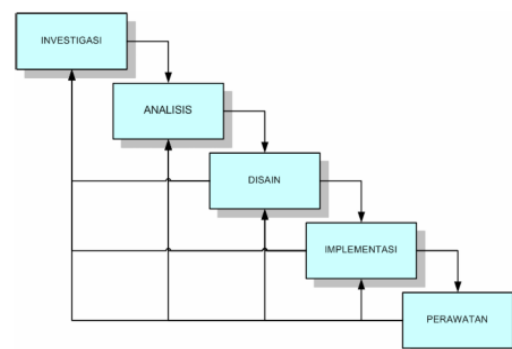 INVESTIGASI
ANALISIS
DISAIN
IMPLEMENTASI
PERAWATAN